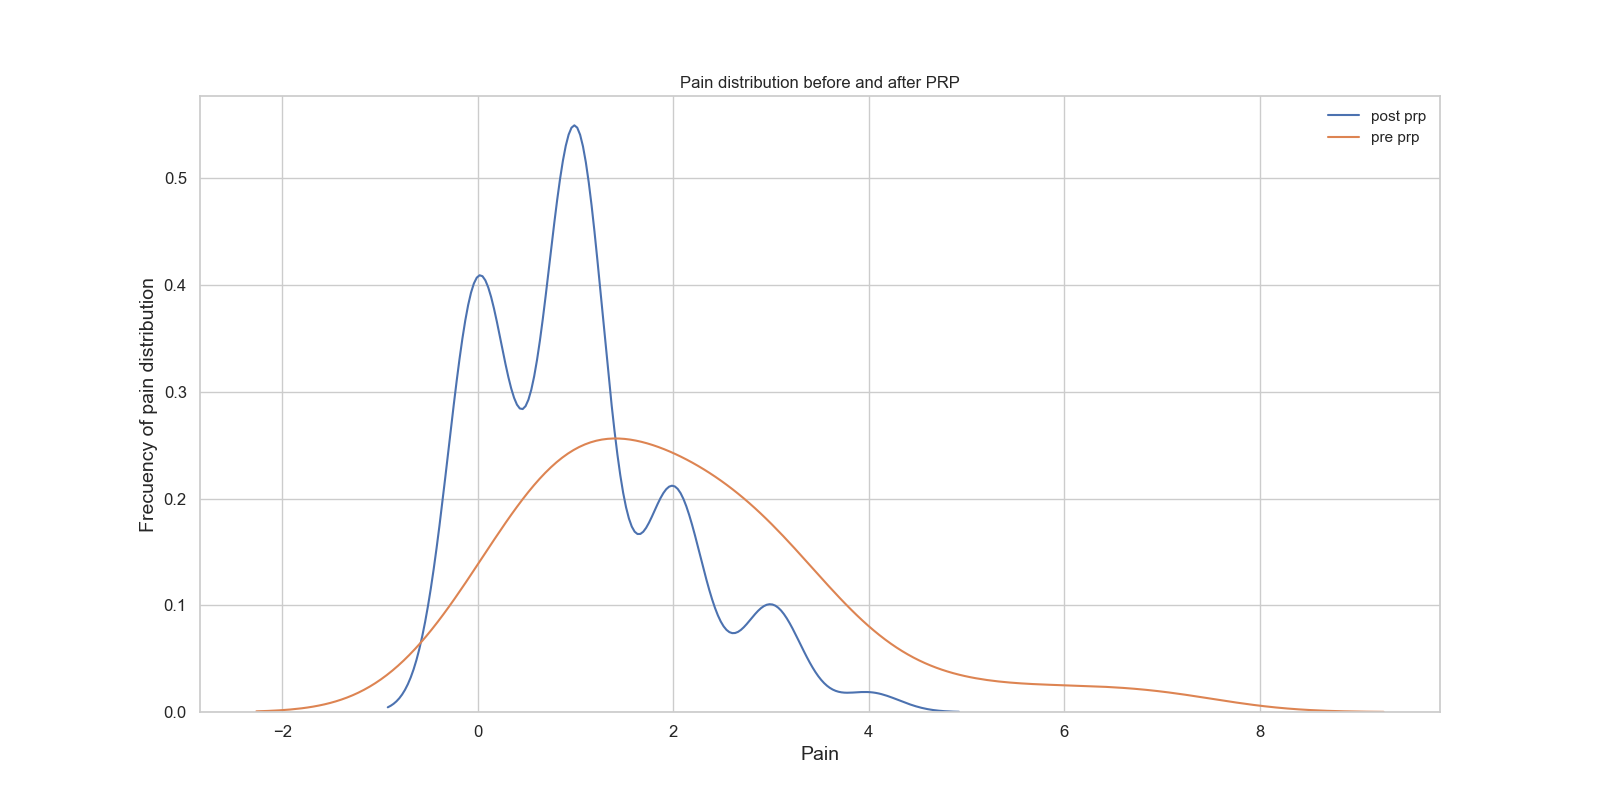 Pain distribution before and after PRP
post prp
pre prp
Frecuency of pain distribution
0.5
0.4
0.3
0.2
0.1
0.0
−2
0
2
4
6
8
Pain